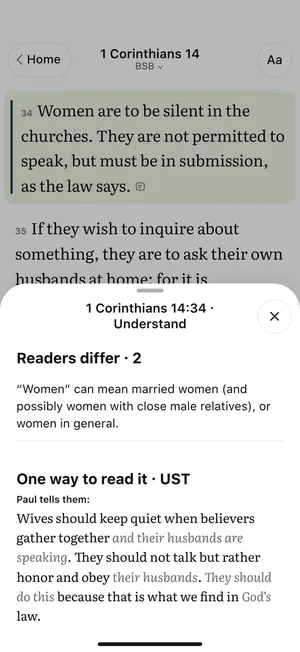 Home
1 Corinthians 14
BSB
Aa
34 Women are to be silent in the
churches. They are not permitted to
speak, but must be in submission,
as the law says.
35 If they wish to inquire about
something, they are to ask their own
husbands at home; for it is
1 Corinthians 14:34 ·
Understand
Readers differ · 2
“Women” can mean married women (and
possibly women with close male relatives), or
women in general.
One way to read it · UST
Paul tells them:
Wives should keep quiet when believers
gather together and their husbands are
speaking. They should not talk but rather
honor and obey their husbands. They should
do this because that is what we find in God’s
law.